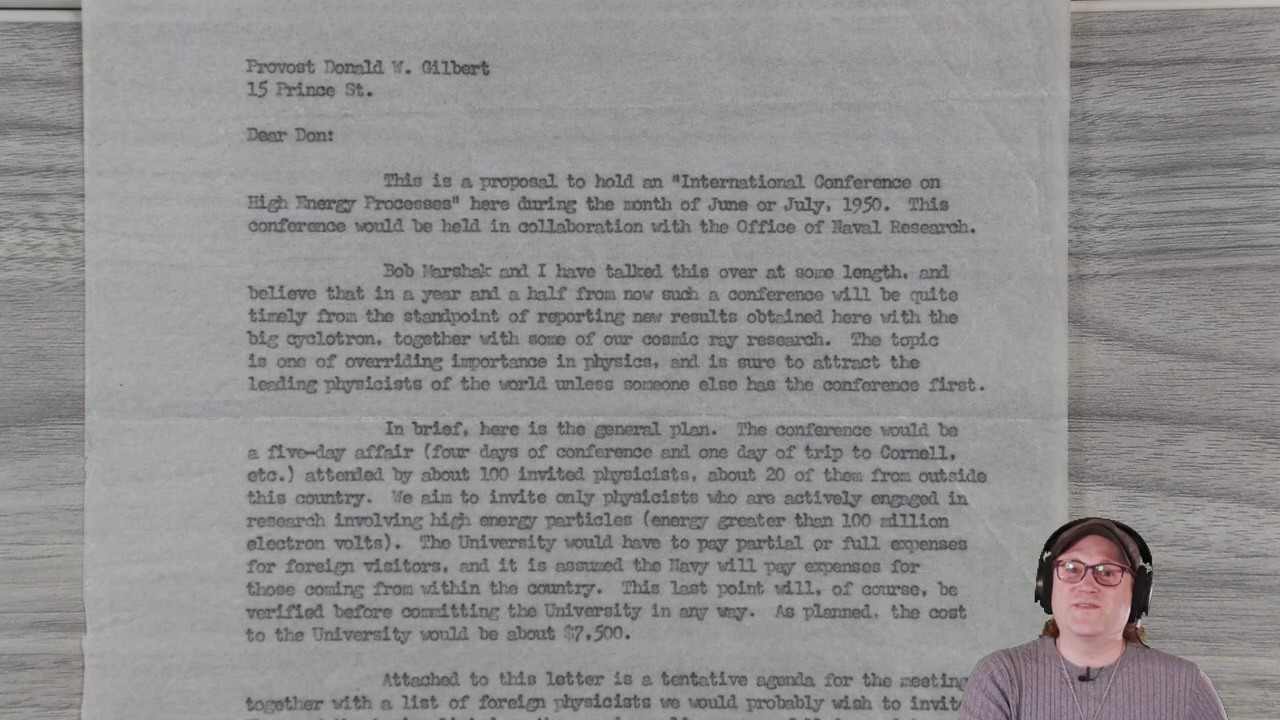 Provost Donald W. Gilbert
15 Prince St.
Dear Don:
This is a proposal to hold an "International Conference on
High Energy Processes" here during the month of June or July, 1950. This
conference would be held in collaboration with the Office of Naval Research.
Bob Marshak and I have talked this over at some length, and
believe that in a year and a half from now such a conference will be quite
timely from the standpoint of reporting new results obtained here with the
big cyclotron, together with some of our cosmic ray research. The topic
is one of overriding importance in physics, and is sure to attract the
leading physicists of the world unless someone else has the conference first.
In brief, here is the general plan. The conference would be
a five-day affair (four days of conference and one day of trip to Cornell,
etc.) attended by about 100 invited physicists, about 20 of them from outside
this country. We aim to invite only physicists who are actively engaged in
research involving high energy particles (energy greater than 100 million
electron volts). The University would have to pay partial or full expenses
for foreign visitors, and it is assumed the Navy will pay expenses for
those coming from within the country. This last point will, of course, be
verified before committing the University in any way. As planned, the cost
to the University would be about $7,500.
Attached to this letter is a tentative agenda for the meeting
together with a list of foreign physicists we would probably wish to